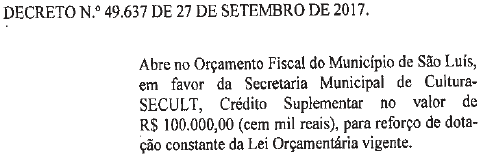 DECRETO N.º 49.637 DE 27 DE SETEMBRO DE 2017.
Abre no Orçamento Fiscal do Município de São Luís,
em favor da Secretaria Municipal de Cultura-
SECULT, Crédito Suplementar no valor de
R$ 100.000,00 (cem mil reais), para reforço de dota-
ção constante da Lei Orçamentária vigente.